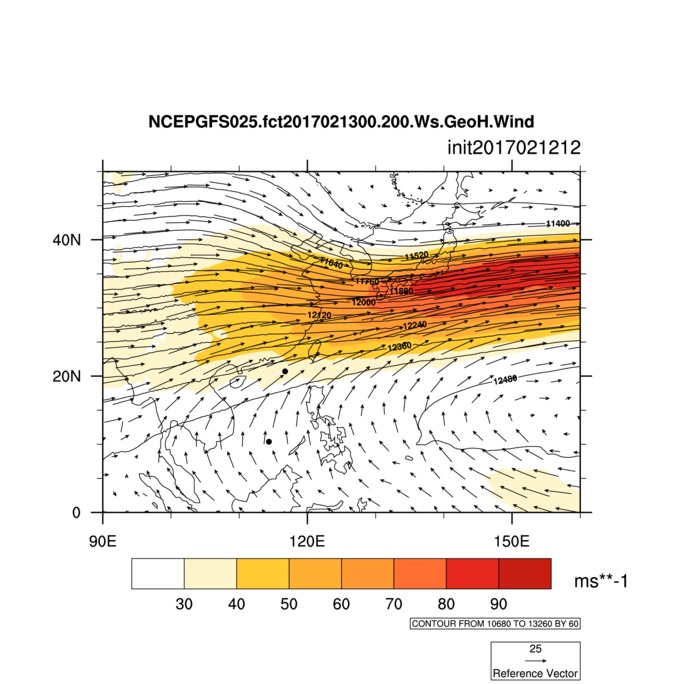 NCEPGFS025.fct2017021300.200.Ws.GeoH.Wind
init2017021212
11400
40N
11520
11640
11760
11880
12000
12120
12240
12360
20N
12480
0
90E 120E 150E
ms**-1
30 40 50 60 70 80 90
CONTOUR FROM 10680 TO 13260 BY 60
25
Reference Vector